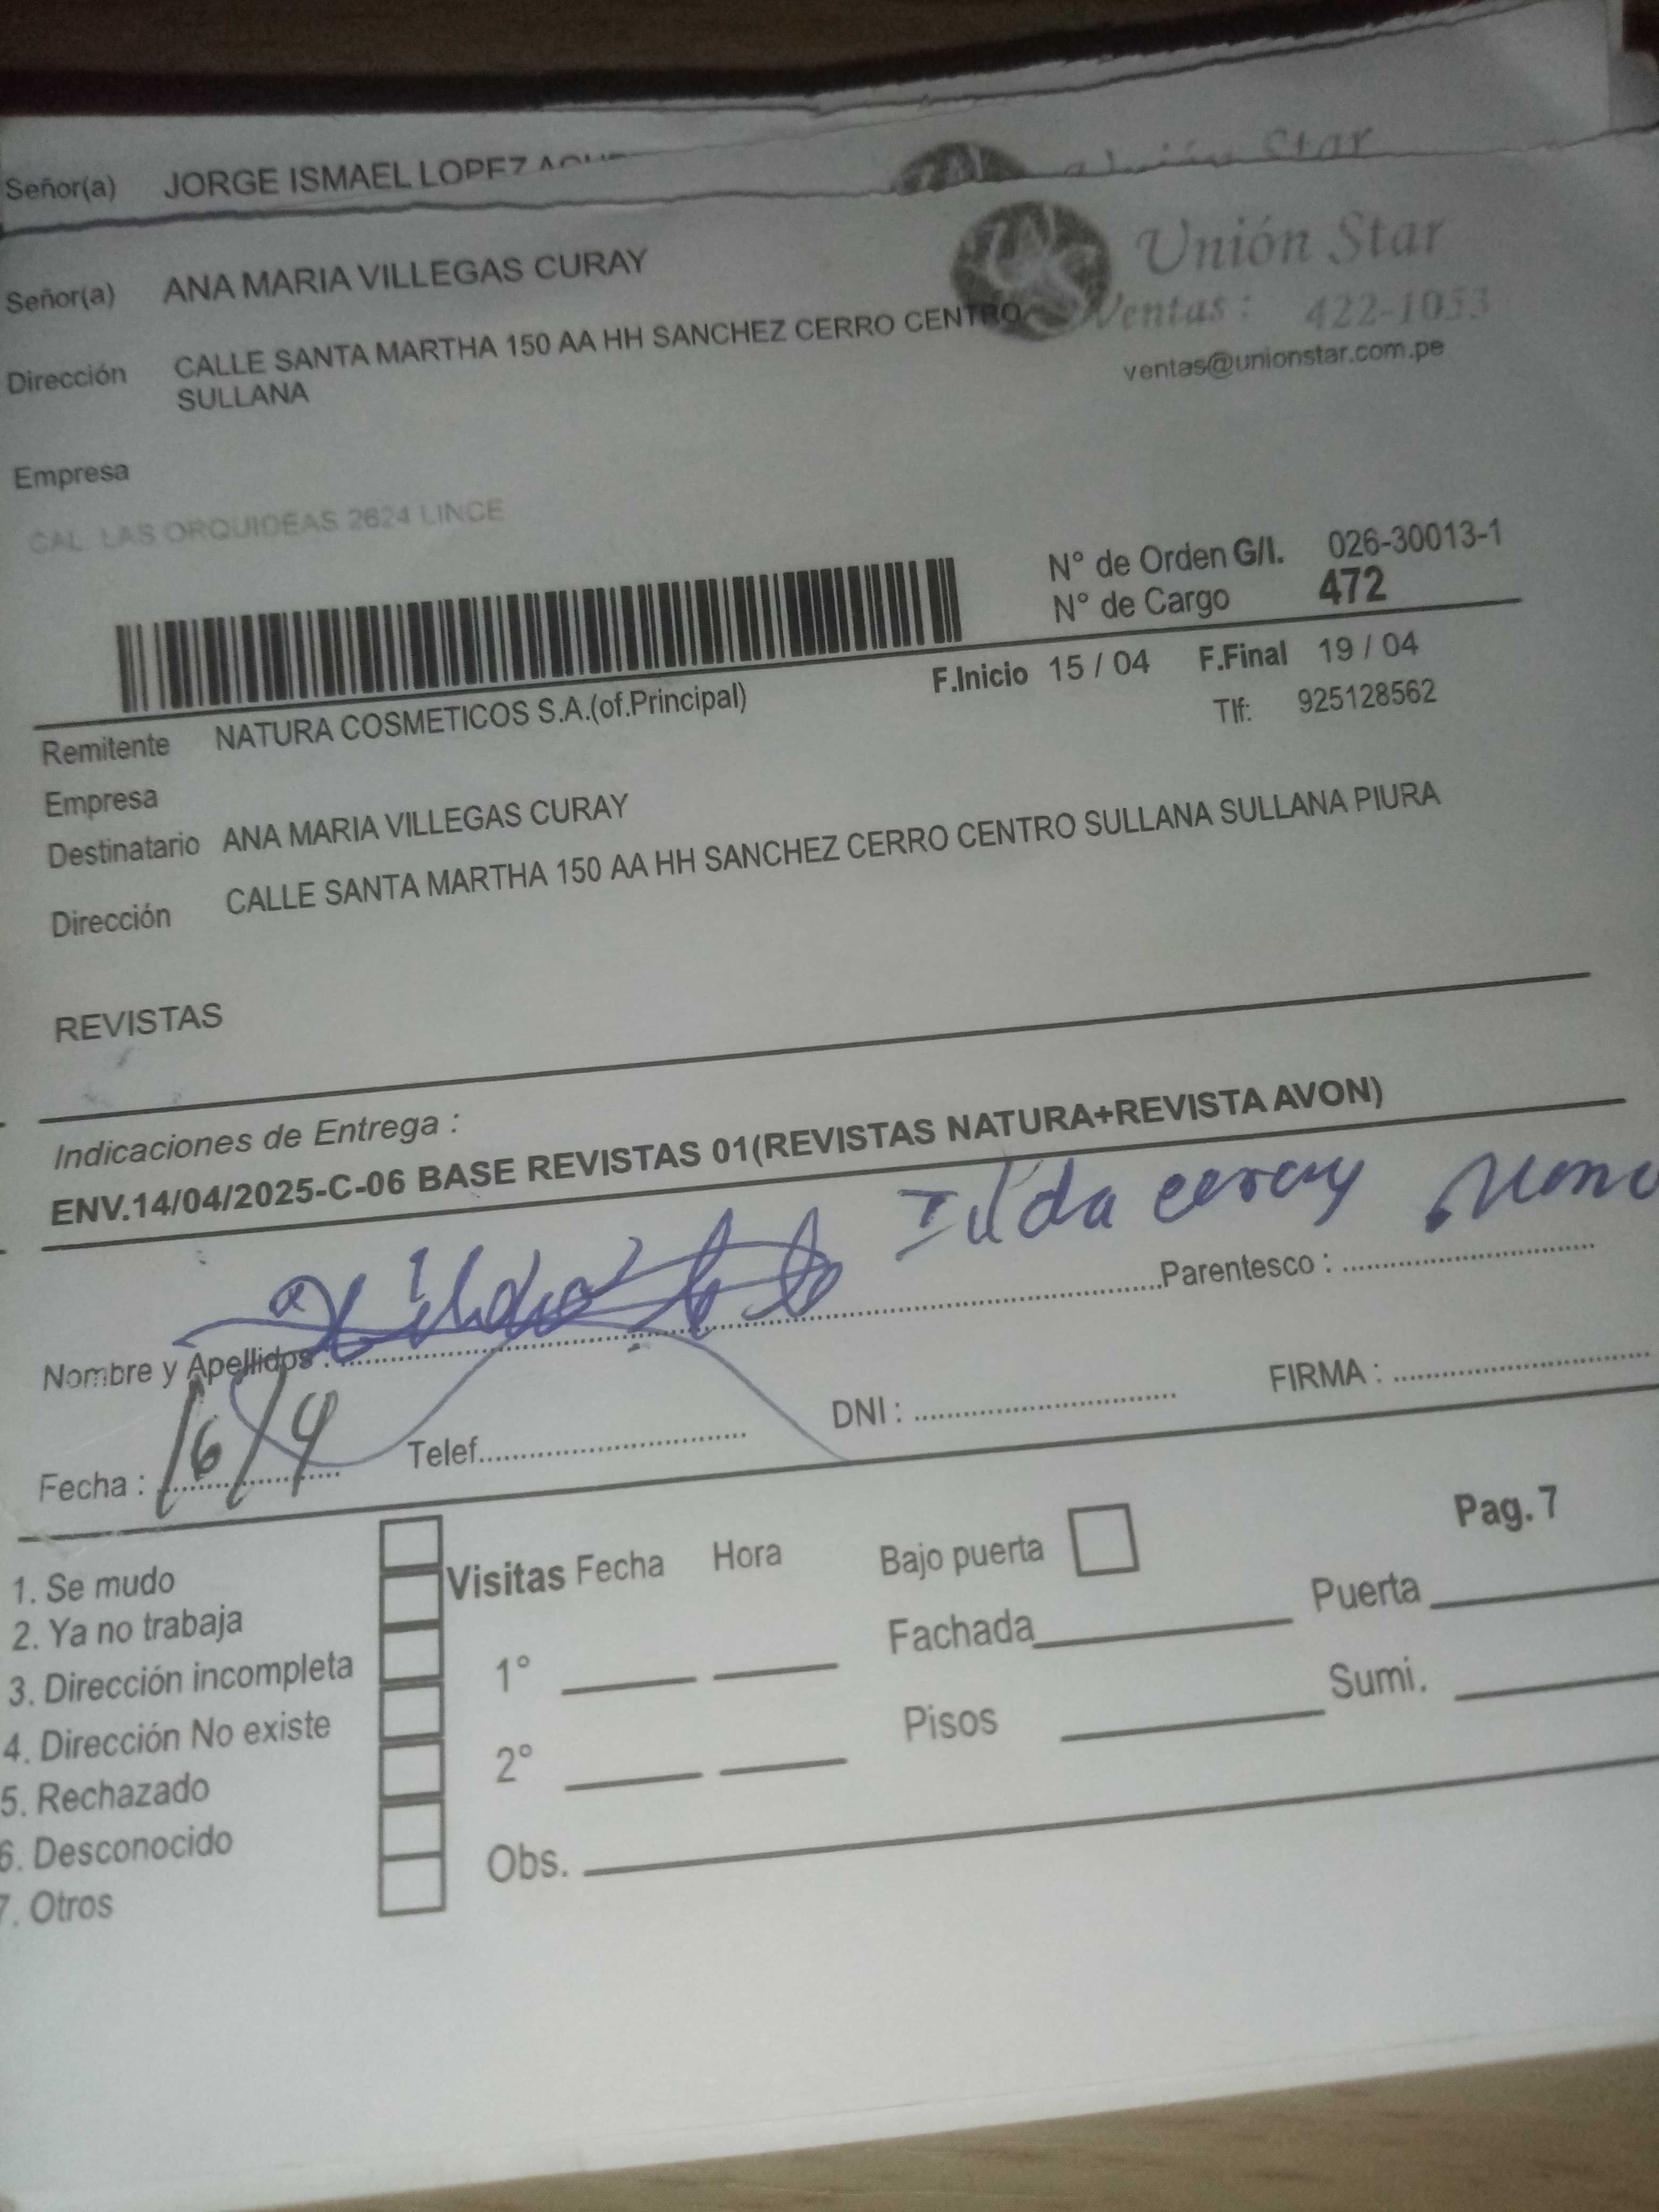 Señor(a) JORGE ISMAEL LOPEZ
Unión Star
Señor(a) ANA MARIA VILLEGAS CURAY
Unión Star
Ventas : 422-1053
ventas@unionstar.com.pe
Dirección CALLE SANTA MARTHA 150 AA HH SANCHEZ CERRO CENTRO
SULLANA
Empresa
CAL. LAS ORQUIDEAS 2624 LINCE
N° de Orden G/I. 026-30013-1
N° de Cargo 472
F.Inicio 15 / 04 F.Final 19 / 04
Remitente NATURA COSMETICOS S.A.(of.Principal)
Tlf: 925128562
Empresa
Destinatario ANA MARIA VILLEGAS CURAY
Dirección CALLE SANTA MARTHA 150 AA HH SANCHEZ CERRO CENTRO SULLANA SULLANA PIURA
REVISTAS
Indicaciones de Entrega :
ENV.14/04/2025-C-06 BASE REVISTAS 01(REVISTAS NATURA+REVISTA AVON)
Nombre y Apellidos : Ilda Parentesco :
Fecha : 16/4 Telef. DNI : FIRMA :
Pag. 7
1. Se mudo
2. Ya no trabaja
3. Dirección incompleta
4. Dirección No existe
5. Rechazado
6. Desconocido
7. Otros
Visitas Fecha Hora
1°
2°
Obs.
Bajo puerta
Fachada Puerta
Pisos Sumi.